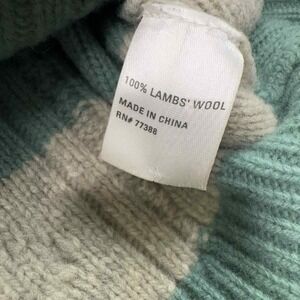 100% LAMBS' WOOL
MADE IN CHINA
RN# 77388